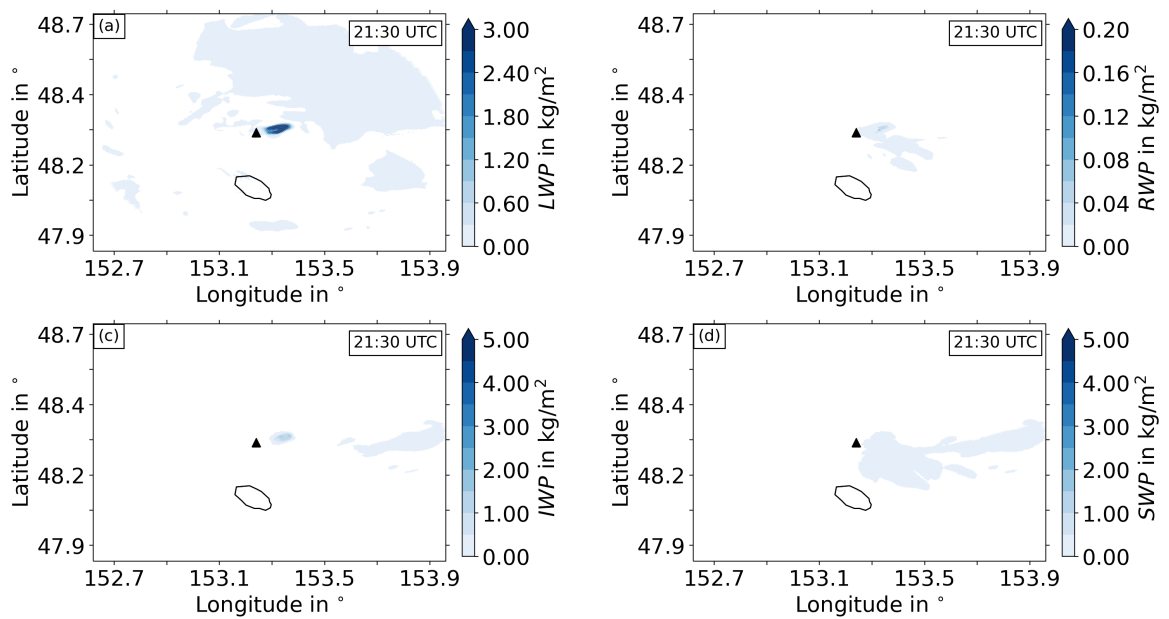 (a)
21:30 UTC
48.7
48.4
48.2
47.9
Latitude in °
152.7
153.1
153.5
153.9
Longitude in °
3.00
2.40
1.80
1.20
0.60
0.00
LWP in kg/m²
21:30 UTC
48.7
48.4
48.2
47.9
Latitude in °
152.7
153.1
153.5
153.9
Longitude in °
0.20
0.16
0.12
0.08
0.04
0.00
RWP in kg/m²
(c)
21:30 UTC
48.7
48.4
48.2
47.9
Latitude in °
152.7
153.1
153.5
153.9
Longitude in °
5.00
4.00
3.00
2.00
1.00
0.00
IWP in kg/m²
(d)
21:30 UTC
48.7
48.4
48.2
47.9
Latitude in °
152.7
153.1
153.5
153.9
Longitude in °
5.00
4.00
3.00
2.00
1.00
0.00
SWP in kg/m²